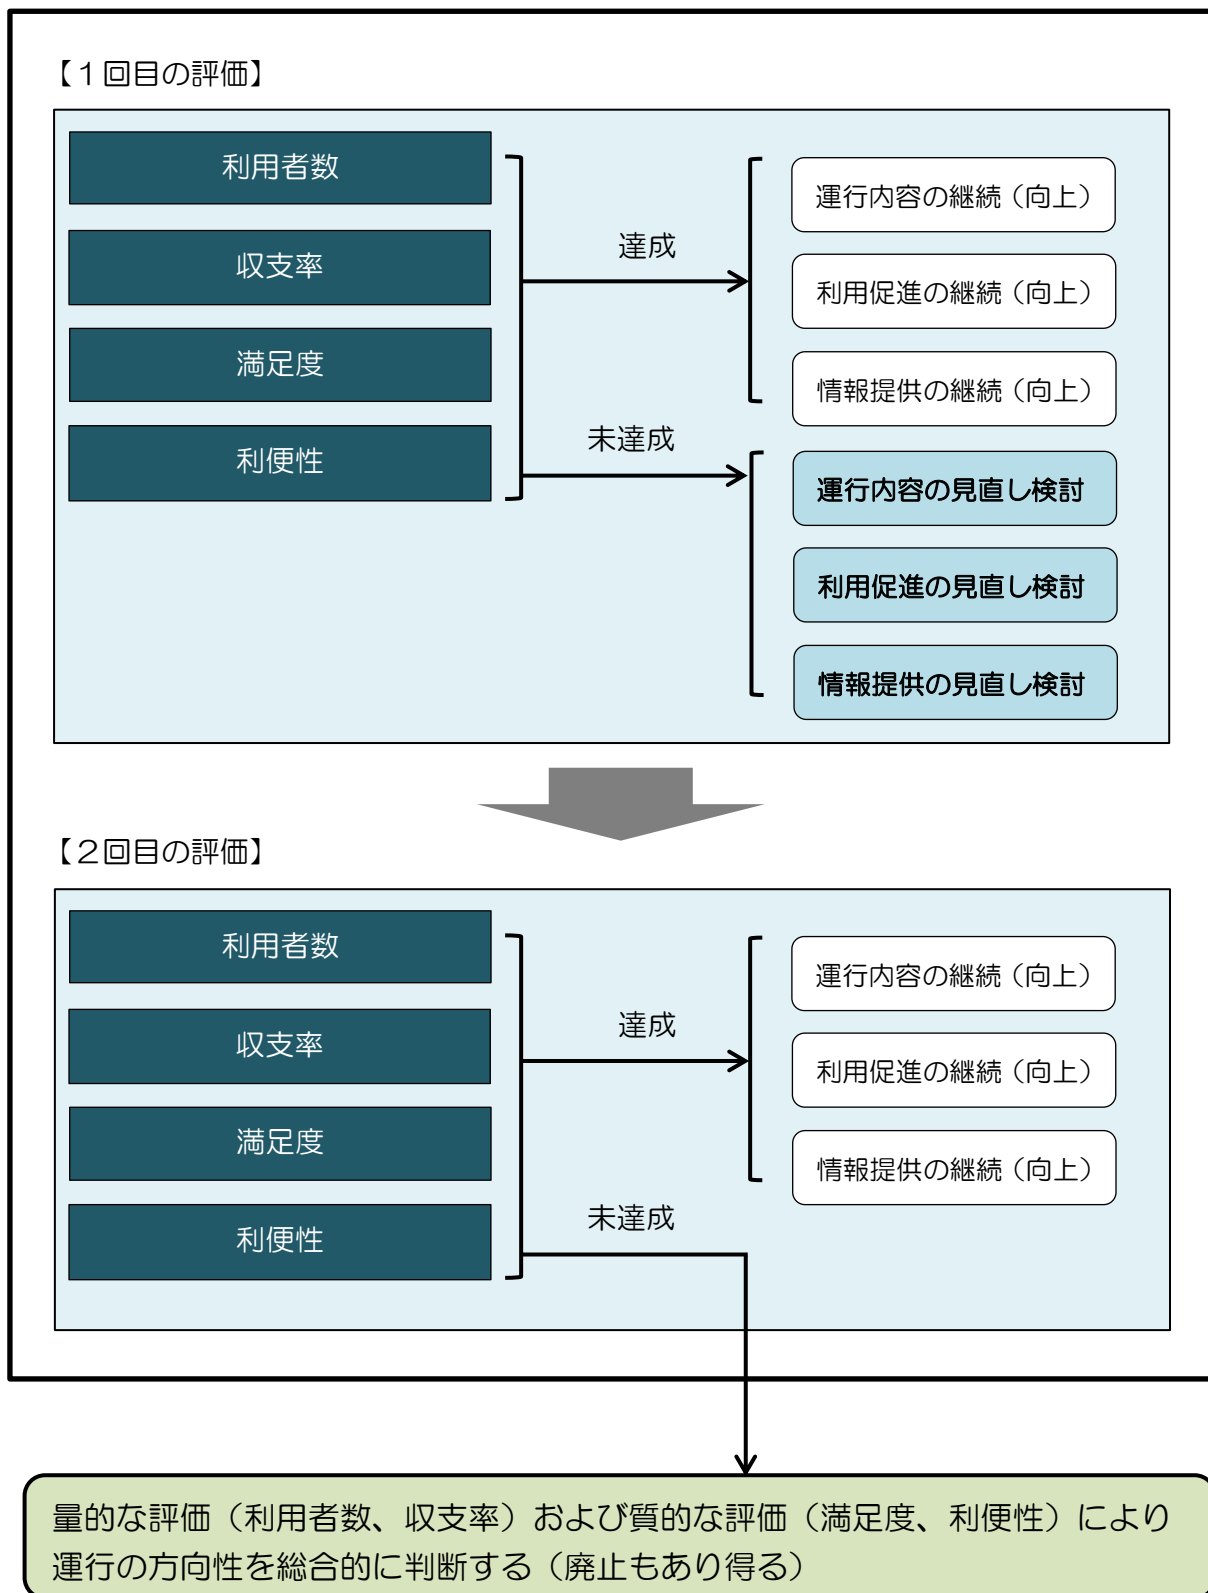 【１回目の評価】
利用者数
収支率
満足度
利便性
達成
未達成
運行内容の継続（向上）
利用促進の継続（向上）
情報提供の継続（向上）
運行内容の見直し検討
利用促進の見直し検討
情報提供の見直し検討
【２回目の評価】
利用者数
収支率
満足度
利便性
達成
未達成
運行内容の継続（向上）
利用促進の継続（向上）
情報提供の継続（向上）
量的な評価（利用者数、収支率）および質的な評価（満足度、利便性）により
運行の方向性を総合的に判断する（廃止もあり得る）